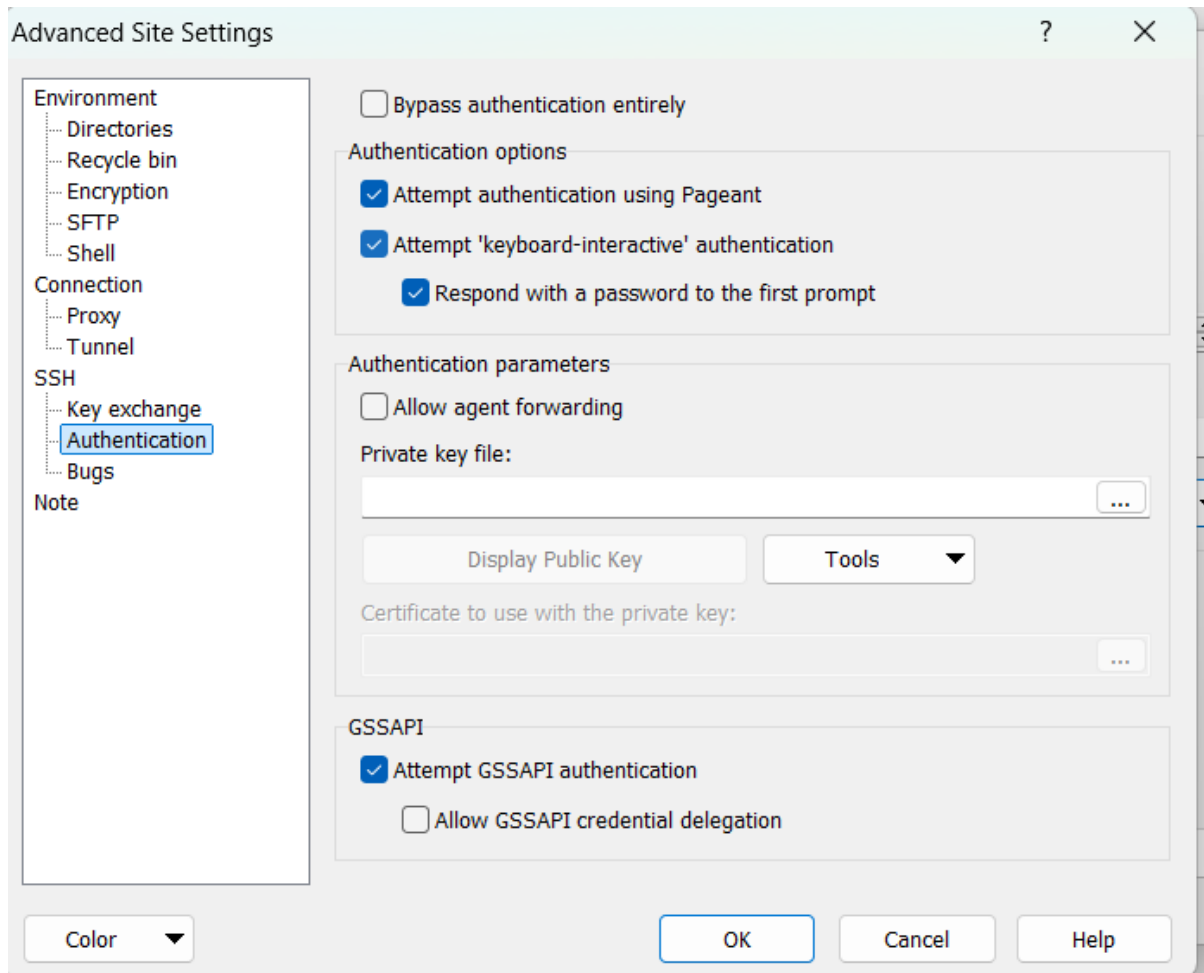 Advanced Site Settings
?
Environment
Directories
Recycle bin
Encryption
SFTP
Shell
Connection
Proxy
Tunnel
SSH
Key exchange
Authentication
Bugs
Note
Bypass authentication entirely
Authentication options
Attempt authentication using Pageant
Attempt 'keyboard-interactive' authentication
Respond with a password to the first prompt
Authentication parameters
Allow agent forwarding
Private key file:
...
Display Public Key
Tools
Certificate to use with the private key:
...
GSSAPI
Attempt GSSAPI authentication
Allow GSSAPI credential delegation
Color
OK
Cancel
Help